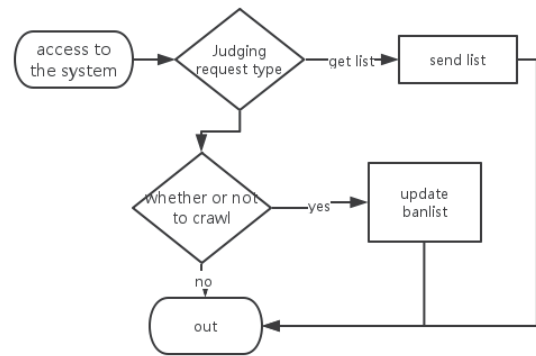 access to
the system
Judging
request type
get list
send list
whether or not
to crawl
yes
update
banlist
no
out